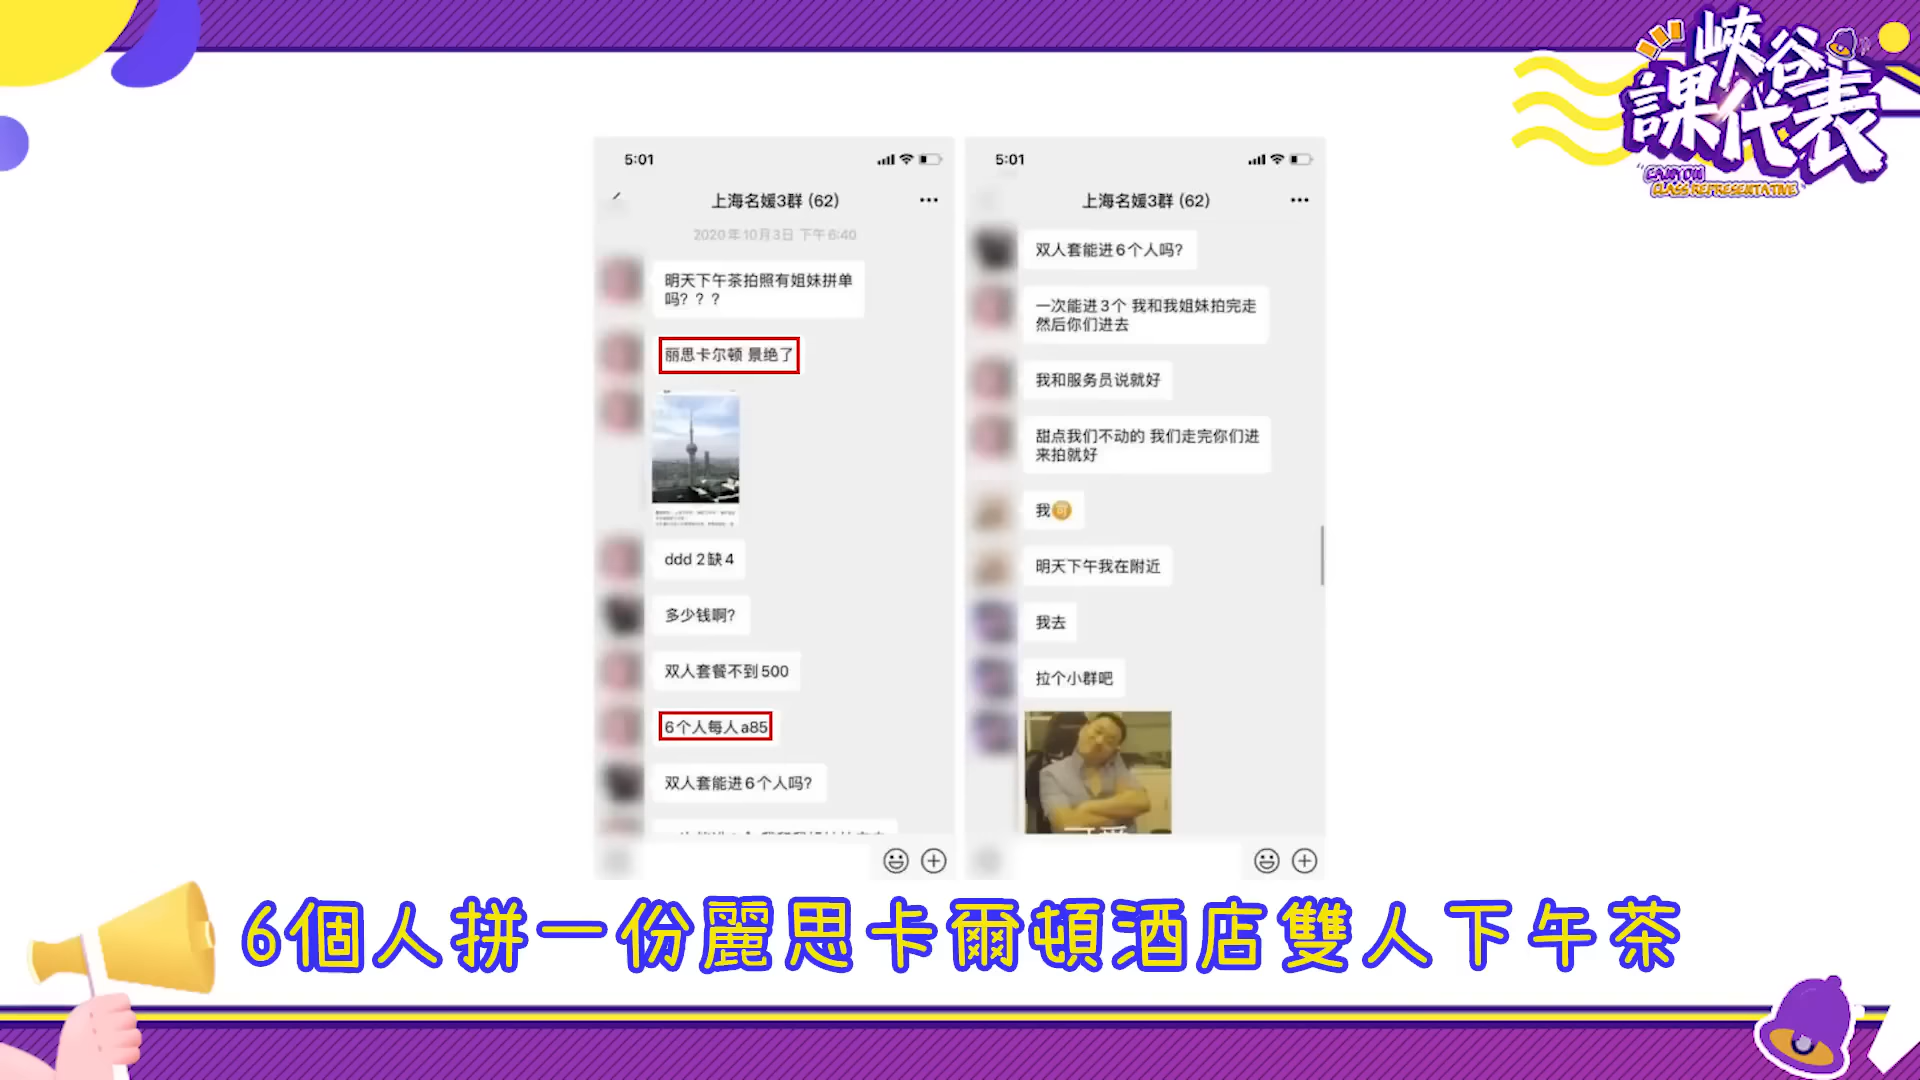 峽谷
課代表
"CANYON
CLASS REPRESENTATIVE"
5:01
上海名媛3群 (62)
2020年10月3日 下午6:40
明天下午茶拍照有姐妹拼单
吗？？？
丽思卡尔顿 景绝了
ddd 2缺4
多少钱啊?
双人套餐不到500
6个人每人a85
双人套能进6个人吗?
5:01
上海名媛3群 (62)
双人套能进6个人吗?
一次能进3个 我和我姐妹拍完走
然后你们进去
我和服务员说就好
甜点我们不动的 我们走完你们进
来拍就好
我🉑
明天下午我在附近
我去
拉个小群吧
6個人拼一份麗思卡爾頓酒店雙人下午茶